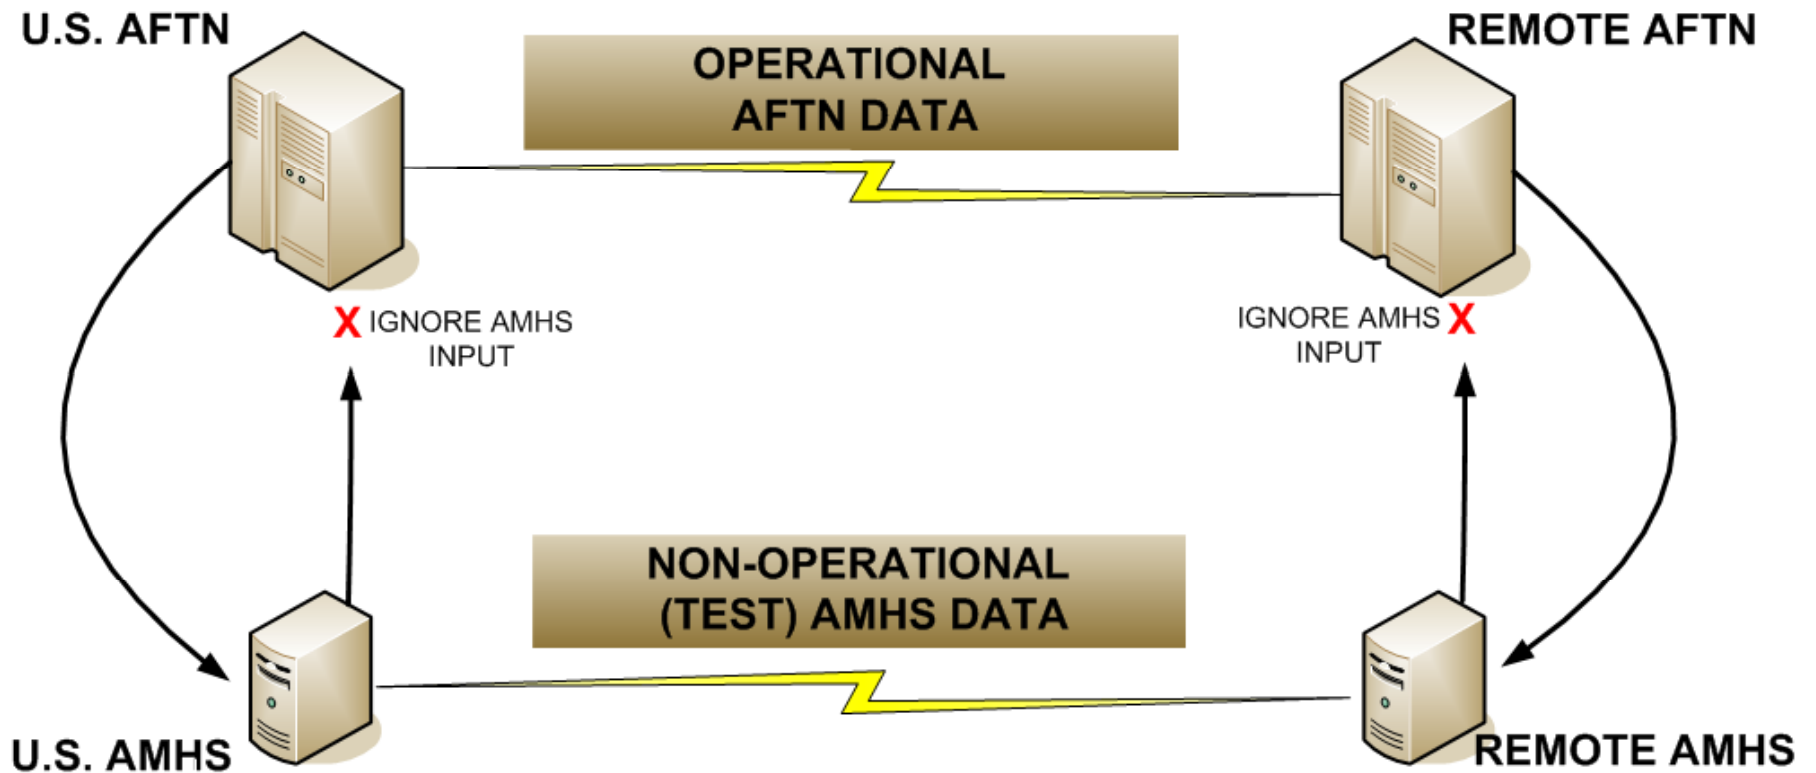 U.S. AFTN
REMOTE AFTN
OPERATIONAL
AFTN DATA
X IGNORE AMHS
INPUT
IGNORE AMHS X
INPUT
NON-OPERATIONAL
(TEST) AMHS DATA
U.S. AMHS
REMOTE AMHS